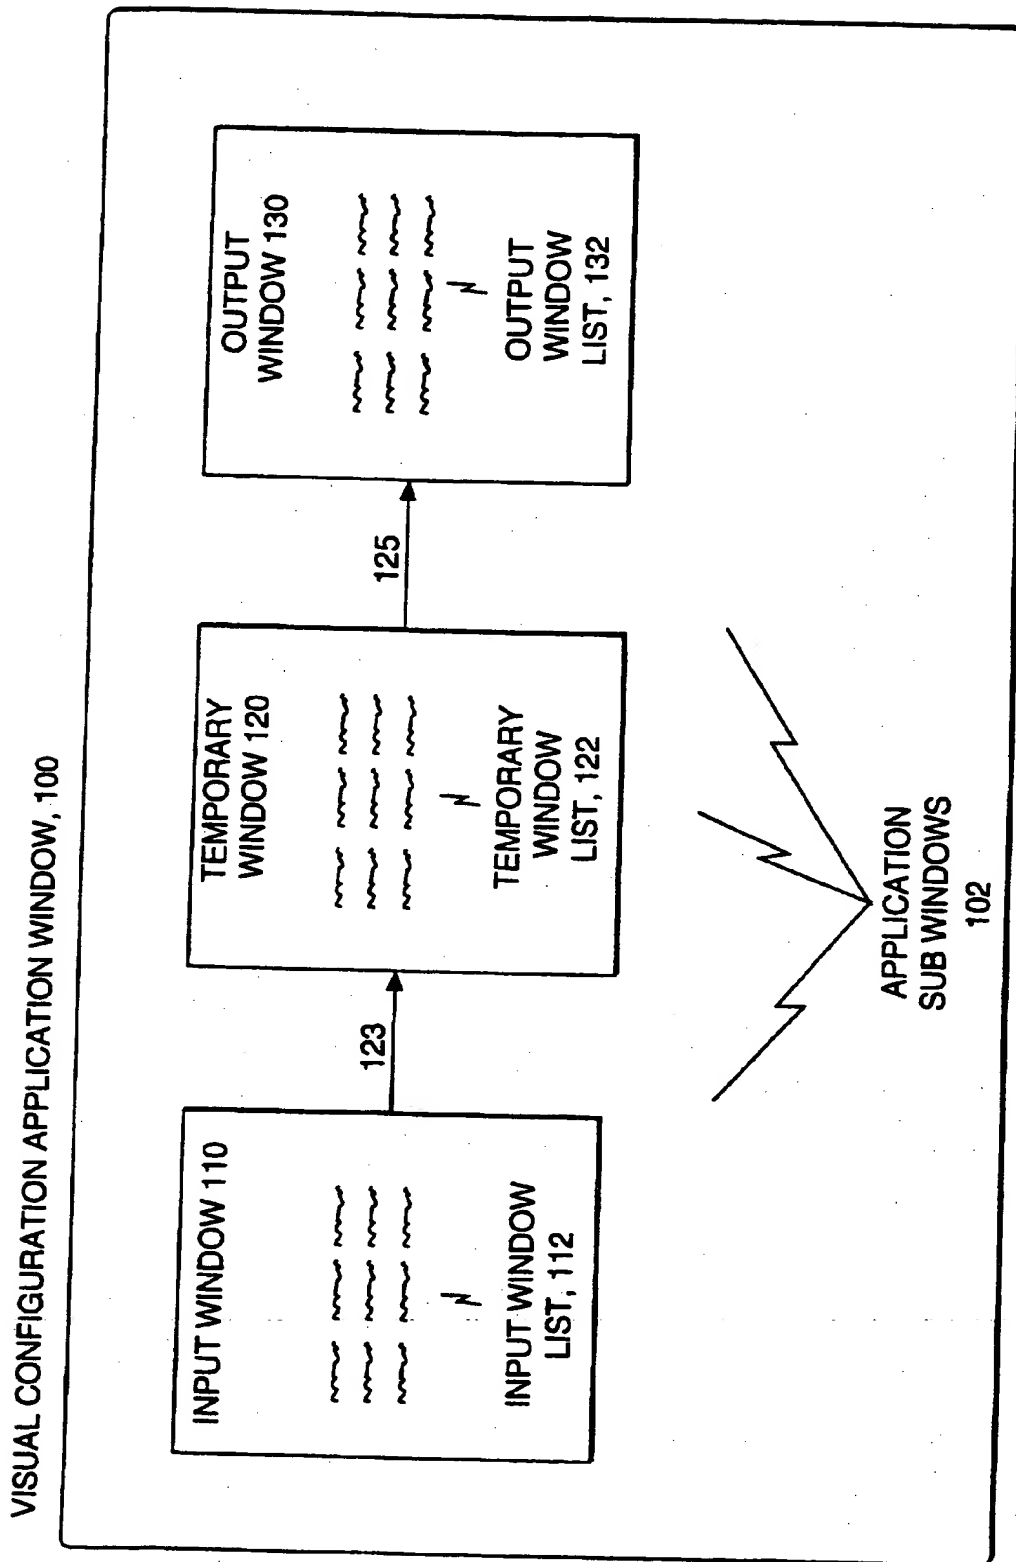 VISUAL CONFIGURATION APPLICATION WINDOW, 100
INPUT WINDOW 110
INPUT WINDOW
LIST, 112
123
TEMPORARY
WINDOW 120
TEMPORARY
WINDOW
LIST, 122
125
OUTPUT
WINDOW 130
OUTPUT
WINDOW
LIST, 132
APPLICATION
SUB WINDOWS
102